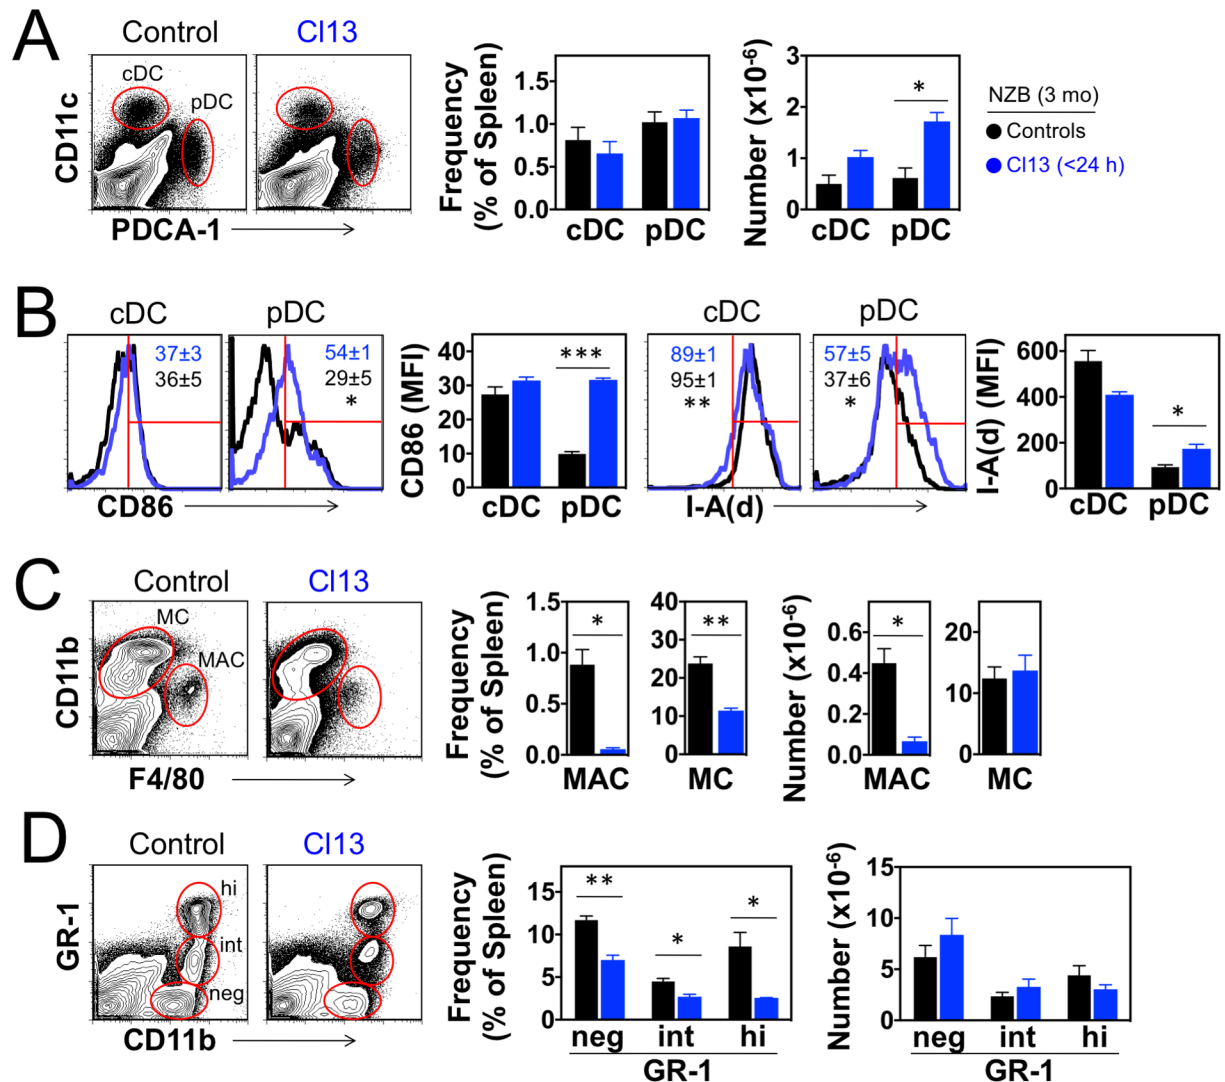 A
Control
Cl13
cDC
pDC
CD11c
PDCA-1
Frequency
(% of Spleen)
1.5
1.0
0.5
0.0
cDC
pDC
Number (x10-6)
3
2
1
0
*
cDC
pDC
NZB (3 mo)
Controls
Cl13 (<24 h)
B
cDC
pDC
37±3
36±5
54±1
29±5
*
CD86
CD86 (MFI)
40
30
20
10
0
***
cDC
pDC
cDC
pDC
89±1
95±1
**
57±5
37±6
*
I-A(d)
I-A(d) (MFI)
600
400
200
0
*
cDC
pDC
C
Control
Cl13
MC
MAC
CD11b
F4/80
Frequency
(% of Spleen)
1.5
1.0
0.5
0.0
*
MAC
40
30
20
10
0
**
MC
Number (x10-6)
0.6
0.4
0.2
0.0
*
MAC
20
10
0
MC
D
Control
Cl13
hi
int
neg
GR-1
CD11b
Frequency
(% of Spleen)
15
10
5
0
**
*
*
neg
int
hi
GR-1
Number (x10-6)
15
10
5
0
neg
int
hi
GR-1